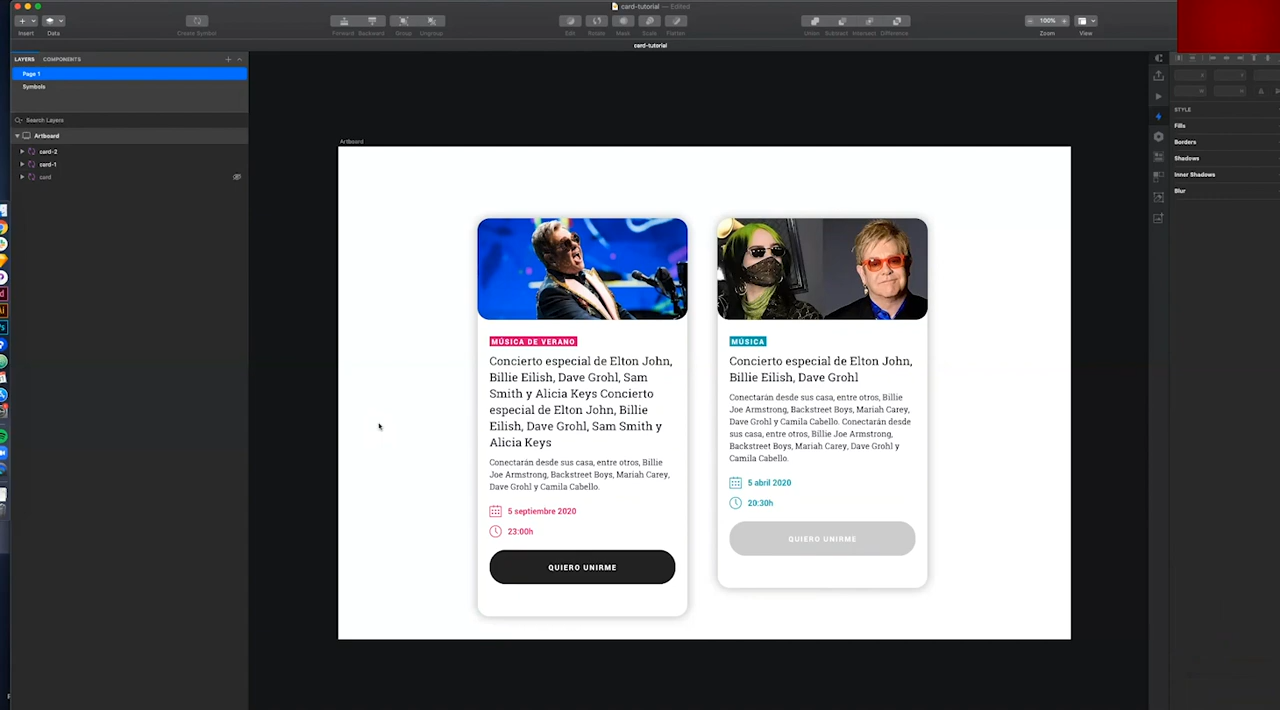 card-tutorial — Edited
Insert
Data
Create Symbol
Forward
Backward
Group
Ungroup
Edit
Rotate
Mask
Scale
Flatten
Union
Subtract
Intersect
Difference
100%
Zoom
View
card-tutorial
LAYERS
COMPONENTS
Page 1
Symbols
Search Layers
Artboard
card-2
card-1
card
Artboard
MÚSICA DE VERANO
Concierto especial de Elton John,
Billie Eilish, Dave Grohl, Sam
Smith y Alicia Keys Concierto
especial de Elton John, Billie
Eilish, Dave Grohl, Sam Smith y
Alicia Keys
Conectarán desde sus casa, entre otros, Billie
Joe Armstrong, Backstreet Boys, Mariah Carey,
Dave Grohl y Camila Cabello.
5 septiembre 2020
23:00h
QUIERO UNIRME
MÚSICA
Concierto especial de Elton John,
Billie Eilish, Dave Grohl
Conectarán desde sus casa, entre otros, Billie
Joe Armstrong, Backstreet Boys, Mariah Carey,
Dave Grohl y Camila Cabello. Conectarán desde
sus casa, entre otros, Billie Joe Armstrong,
Backstreet Boys, Mariah Carey, Dave Grohl y
Camila Cabello.
5 abril 2020
20:30h
QUIERO UNIRME
STYLE
Fills
Borders
Shadows
Inner Shadows
Blur